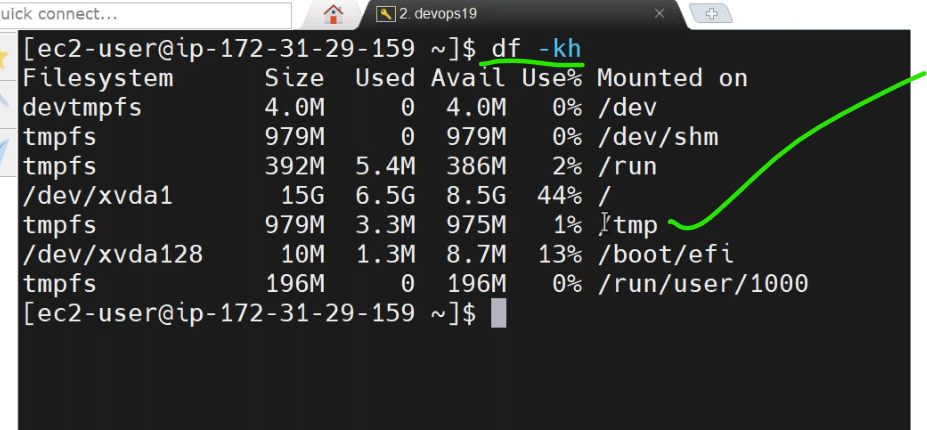 uick connect...
2. devops19
[ec2-user@ip-172-31-29-159 ~]$ df -kh
Filesystem      Size  Used Avail Use% Mounted on
devtmpfs        4.0M     0  4.0M   0% /dev
tmpfs           979M     0  979M   0% /dev/shm
tmpfs           392M  5.4M  386M   2% /run
/dev/xvda1       15G  6.5G  8.5G  44% /
tmpfs           979M  3.3M  975M   1% /tmp
/dev/xvda128     10M  1.3M  8.7M  13% /boot/efi
tmpfs           196M     0  196M   0% /run/user/1000
[ec2-user@ip-172-31-29-159 ~]$